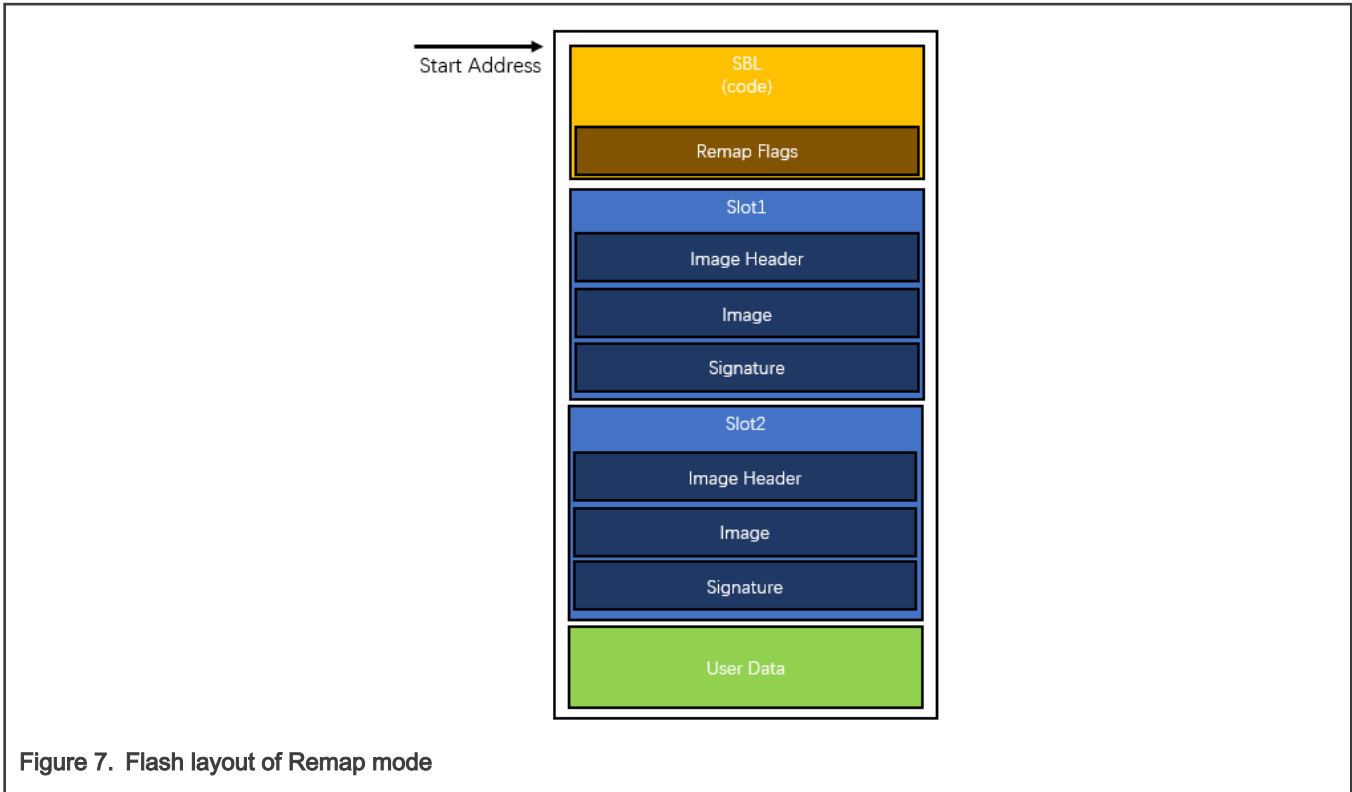 Start Address
SBL
(code)
Remap Flags
Slot1
Image Header
Image
Signature
Slot2
Image Header
Image
Signature
User Data
Figure 7. Flash layout of Remap mode